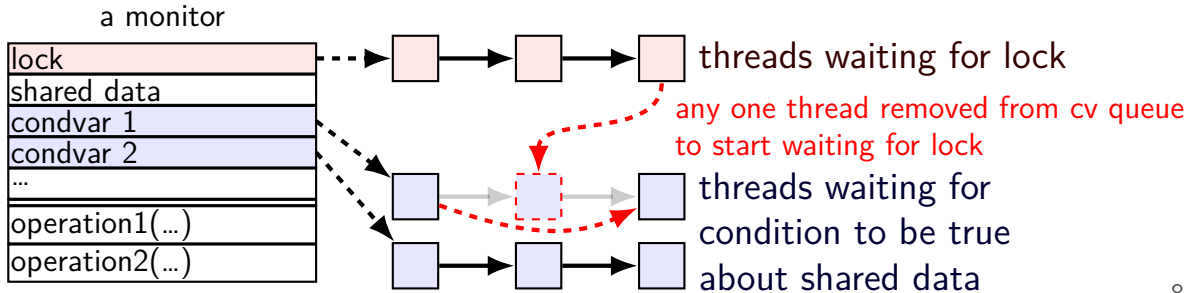 a monitor
lock
shared data
condvar 1
condvar 2
...
operation1(...)
operation2(...)
threads waiting for lock
any one thread removed from cv queue
to start waiting for lock
threads waiting for
condition to be true
about shared data